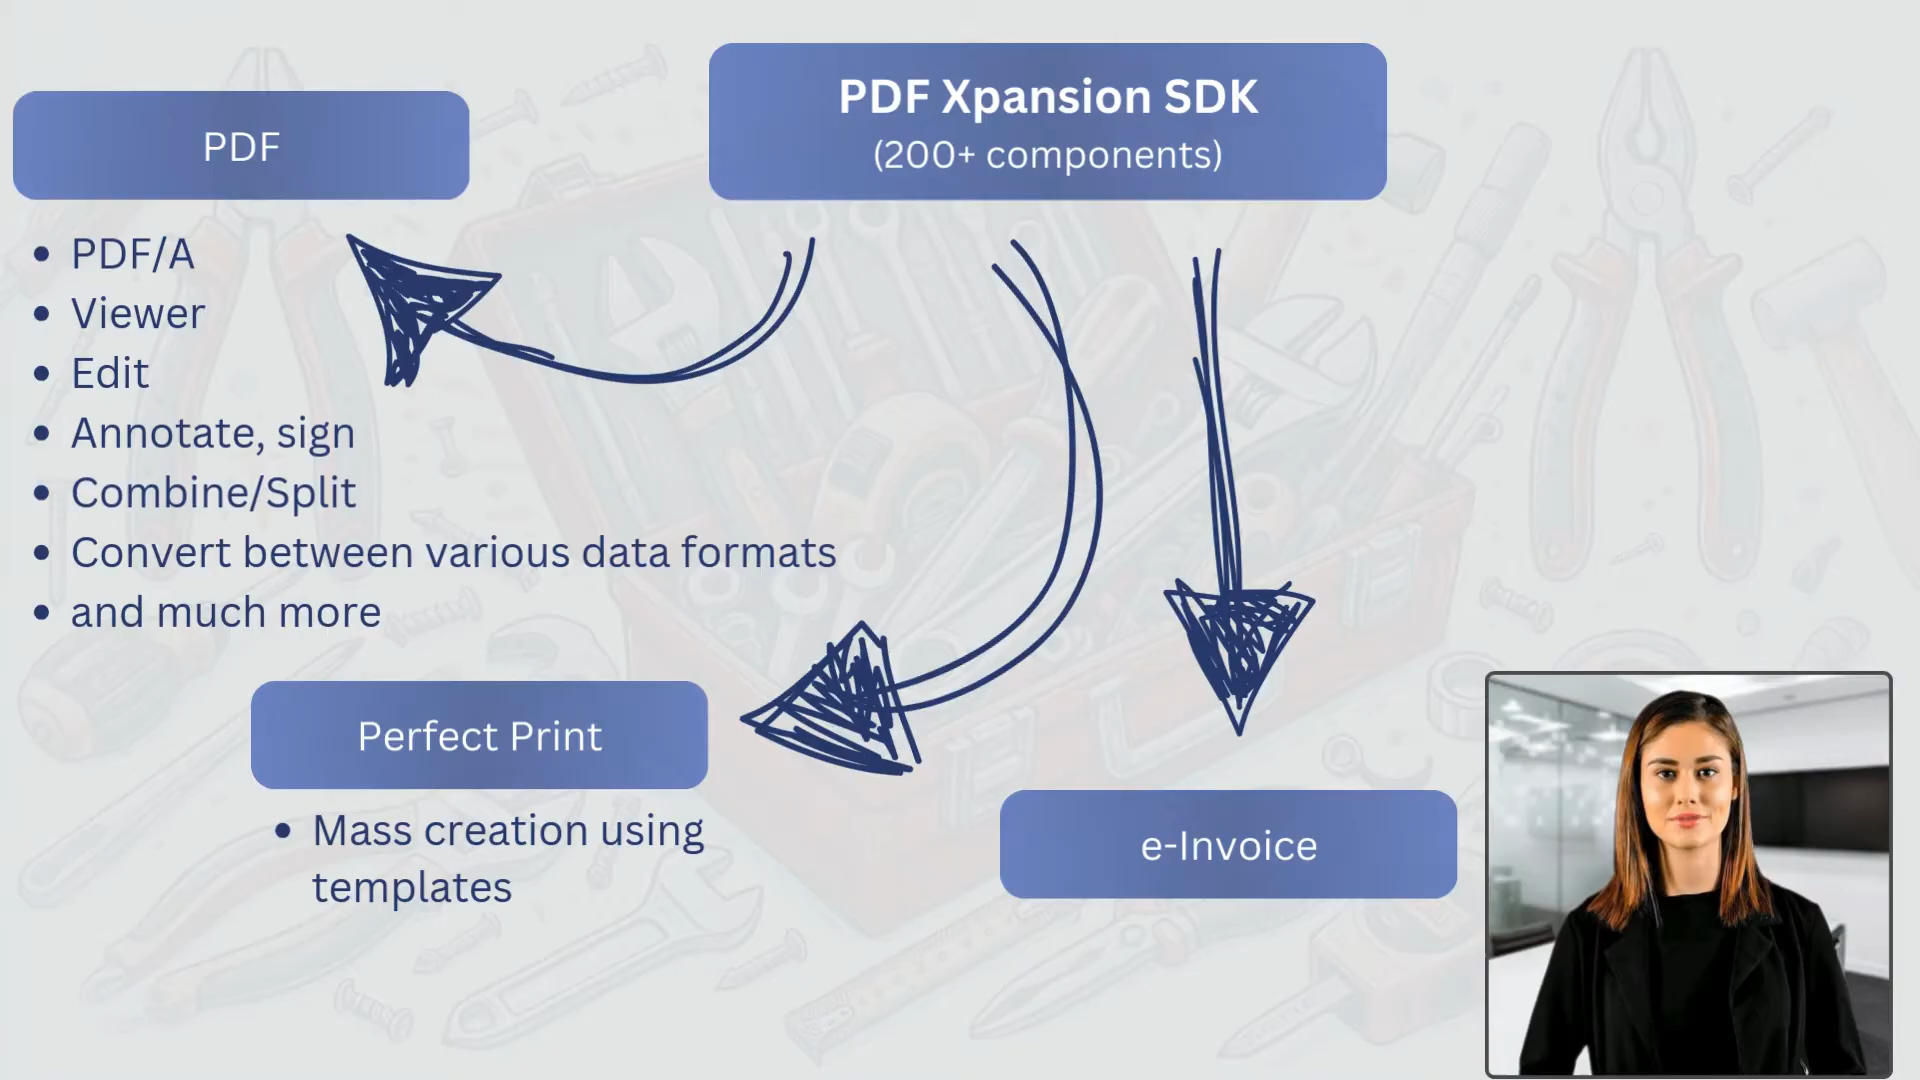 PDF Xpansion SDK
(200+ components)
PDF
• PDF/A
• Viewer
• Edit
• Annotate, sign
• Combine/Split
• Convert between various data formats
• and much more
Perfect Print
• Mass creation using
templates
e-Invoice